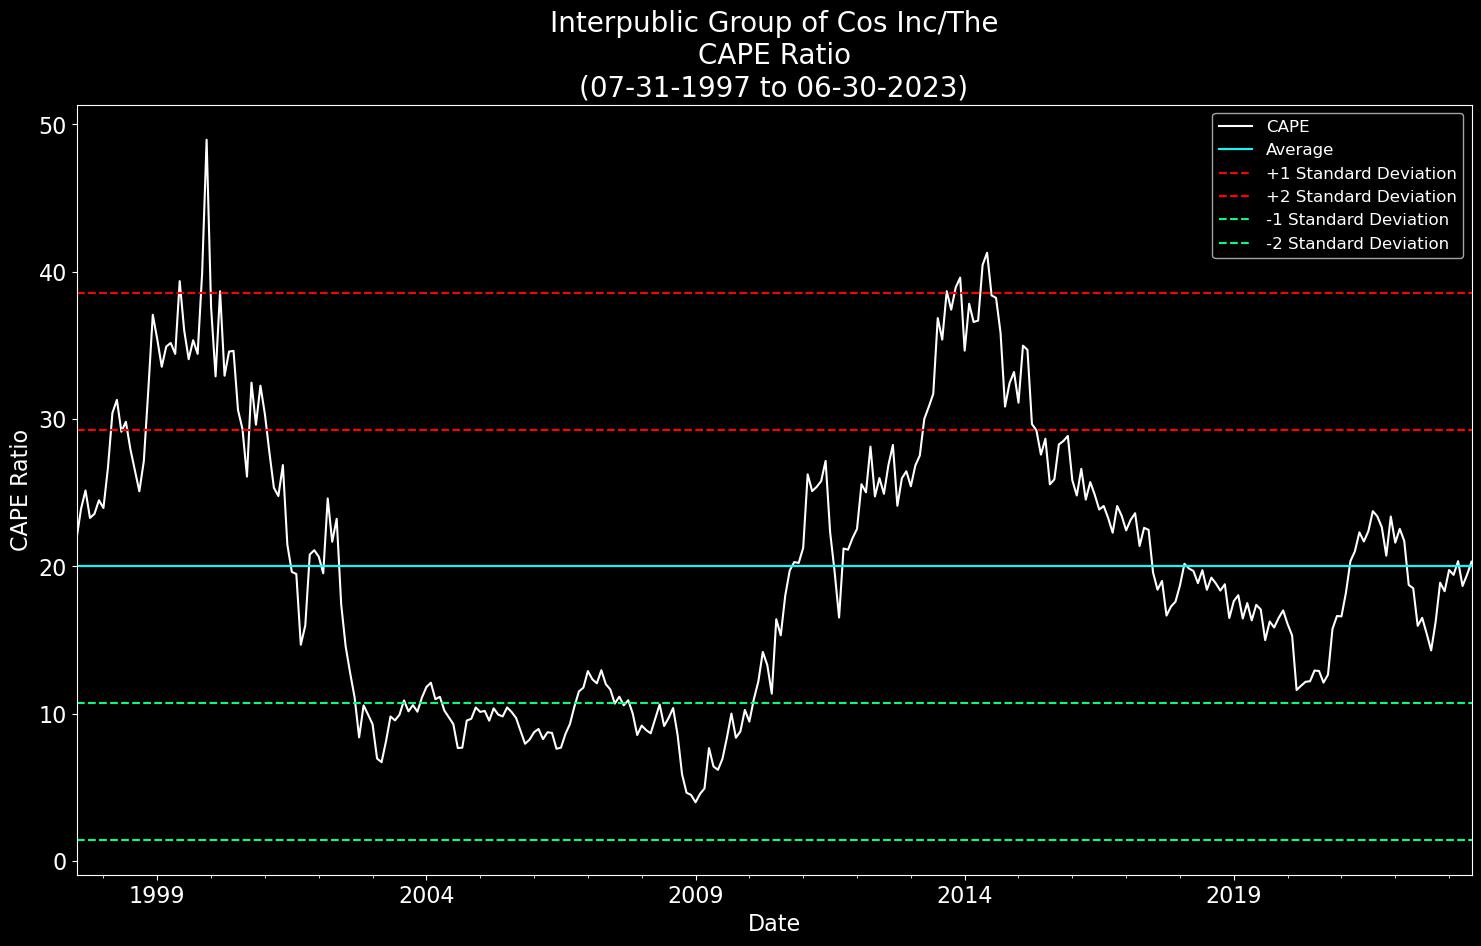 Interpublic Group of Cos Inc/The
CAPE Ratio
(07-31-1997 to 06-30-2023)
CAPE
Average
+1 Standard Deviation
+2 Standard Deviation
-1 Standard Deviation
-2 Standard Deviation
50
40
30
20
10
0
CAPE Ratio
1999
2004
2009
2014
2019
Date